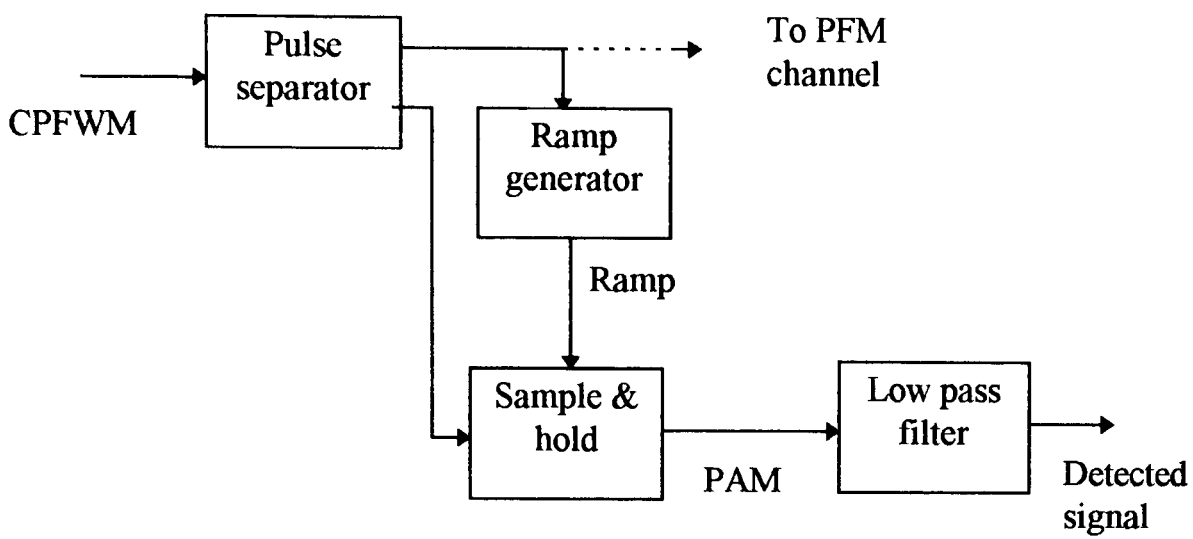 To PFM
channel
Pulse
separator
CPFWM
Ramp
generator
Ramp
Sample &
hold
Low pass
filter
PAM
Detected
signal